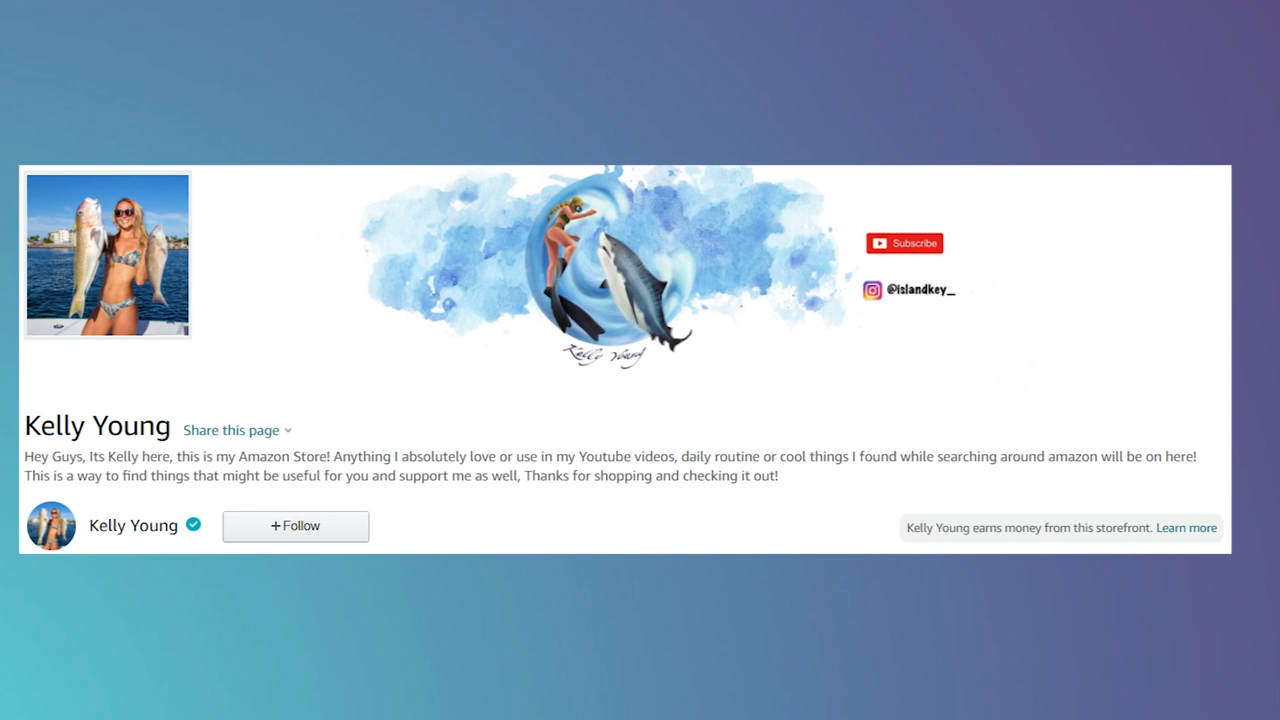 Subscribe
@islandkey_
Kelly Young
Kelly Young Share this page
Hey Guys, Its Kelly here, this is my Amazon Store! Anything I absolutely love or use in my Youtube videos, daily routine or cool things I found while searching around amazon will be on here!
This is a way to find things that might be useful for you and support me as well, Thanks for shopping and checking it out!
Kelly Young +Follow
Kelly Young earns money from this storefront. Learn more